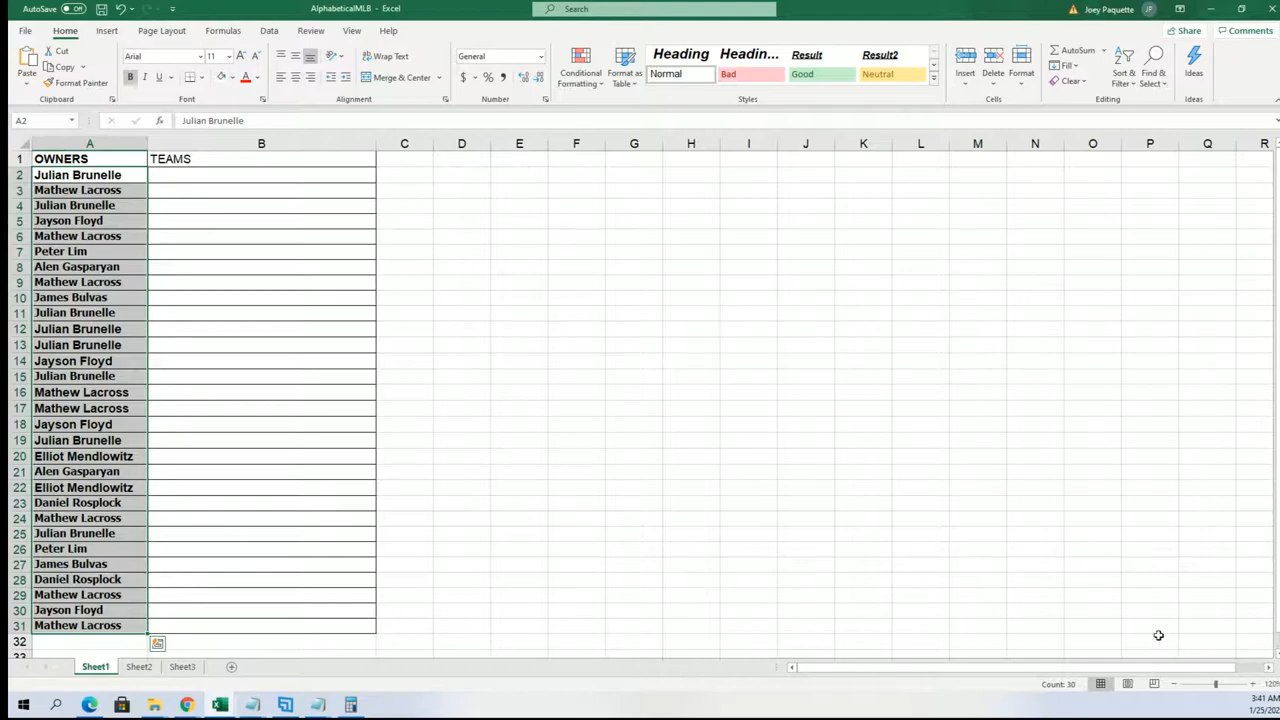 AutoSave Off AlphabeticalMLB - Excel Search Joey Paquette JP
File Home Insert Page Layout Formulas Data Review View Help Share Comments
Paste Cut Copy Format Painter Clipboard
Arial 11 B I U Font
Wrap Text Merge & Center Alignment
General $ % Number
Conditional Formatting Format as Table
Heading Headin... Result Result2
Normal Bad Good Neutral
Styles
Insert Delete Format Cells
AutoSum Fill Clear Sort & Filter Find & Select Editing
Ideas Ideas
A2 fx Julian Brunelle
A B C D E F G H I J K L M N O P Q R
1 OWNERS TEAMS
2 Julian Brunelle
3 Mathew Lacross
4 Julian Brunelle
5 Jayson Floyd
6 Mathew Lacross
7 Peter Lim
8 Alen Gasparyan
9 Mathew Lacross
10 James Bulvas
11 Julian Brunelle
12 Julian Brunelle
13 Julian Brunelle
14 Jayson Floyd
15 Julian Brunelle
16 Mathew Lacross
17 Mathew Lacross
18 Jayson Floyd
19 Julian Brunelle
20 Elliot Mendlowitz
21 Alen Gasparyan
22 Elliot Mendlowitz
23 Daniel Rosplock
24 Mathew Lacross
25 Julian Brunelle
26 Peter Lim
27 James Bulvas
28 Daniel Rosplock
29 Mathew Lacross
30 Jayson Floyd
31 Mathew Lacross
32
33
Sheet1 Sheet2 Sheet3
Count: 30 120%
3:41 AM